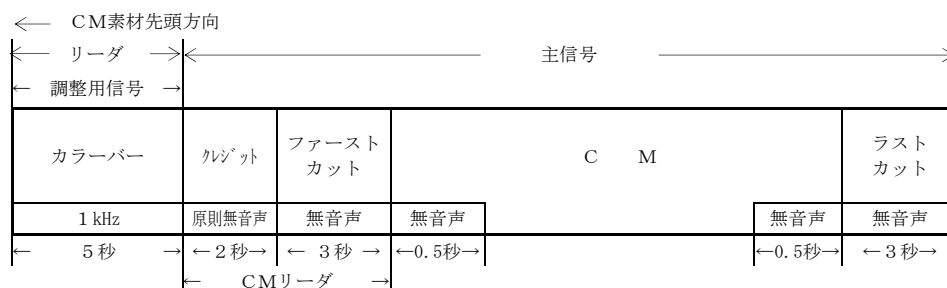 ← CM素材先頭方向
← リーダ → ← 主信号 →
← 調整用信号 →
カラーバー クレジット ファースト カット C M ラスト カット
1kHz 原則無音声 無音声 無音声 無音声 無音声
← 5秒 → ←2秒→ ← 3秒 → ←0.5秒→ ←0.5秒→ ←3秒→
← CMリーダ →